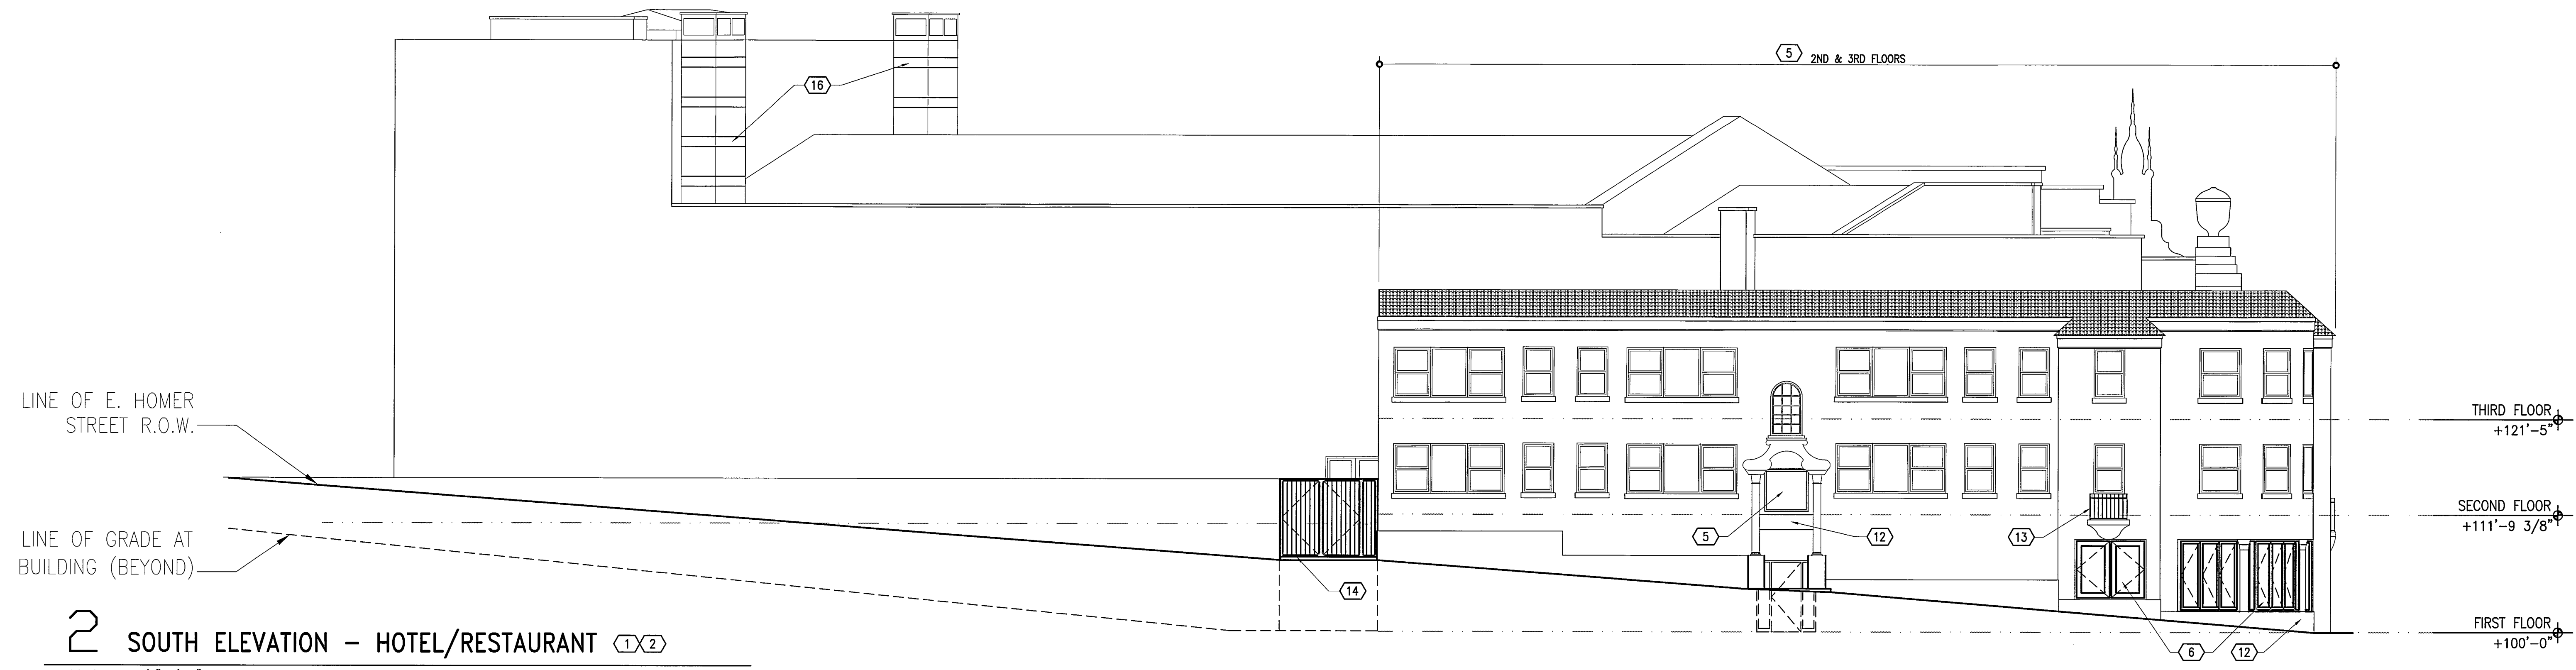 5 2ND & 3RD FLOORS
16
LINE OF E. HOMER
STREET R.O.W.
THIRD FLOOR
+121'-5"
SECOND FLOOR
+111'-9 3/8"
5
12
13
LINE OF GRADE AT
BUILDING (BEYOND)
14
FIRST FLOOR
+100'-0"
6
12
2 SOUTH ELEVATION - HOTEL/RESTAURANT 1 2